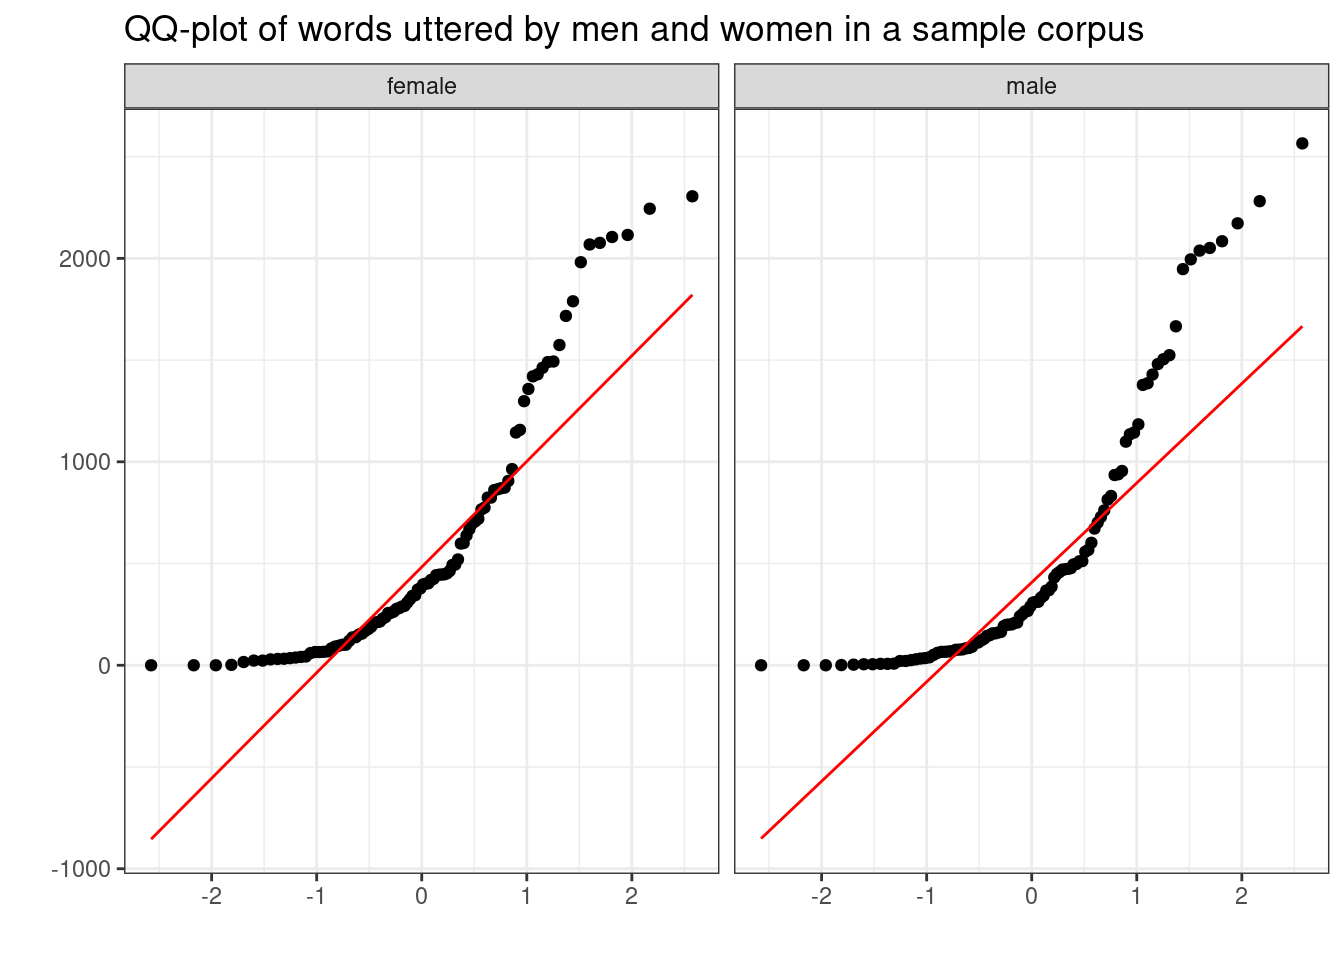 QQ-plot of words uttered by men and women in a sample corpus
female
male
2000
1000
0
-1000
-2 -1 0 1 2
-2 -1 0 1 2